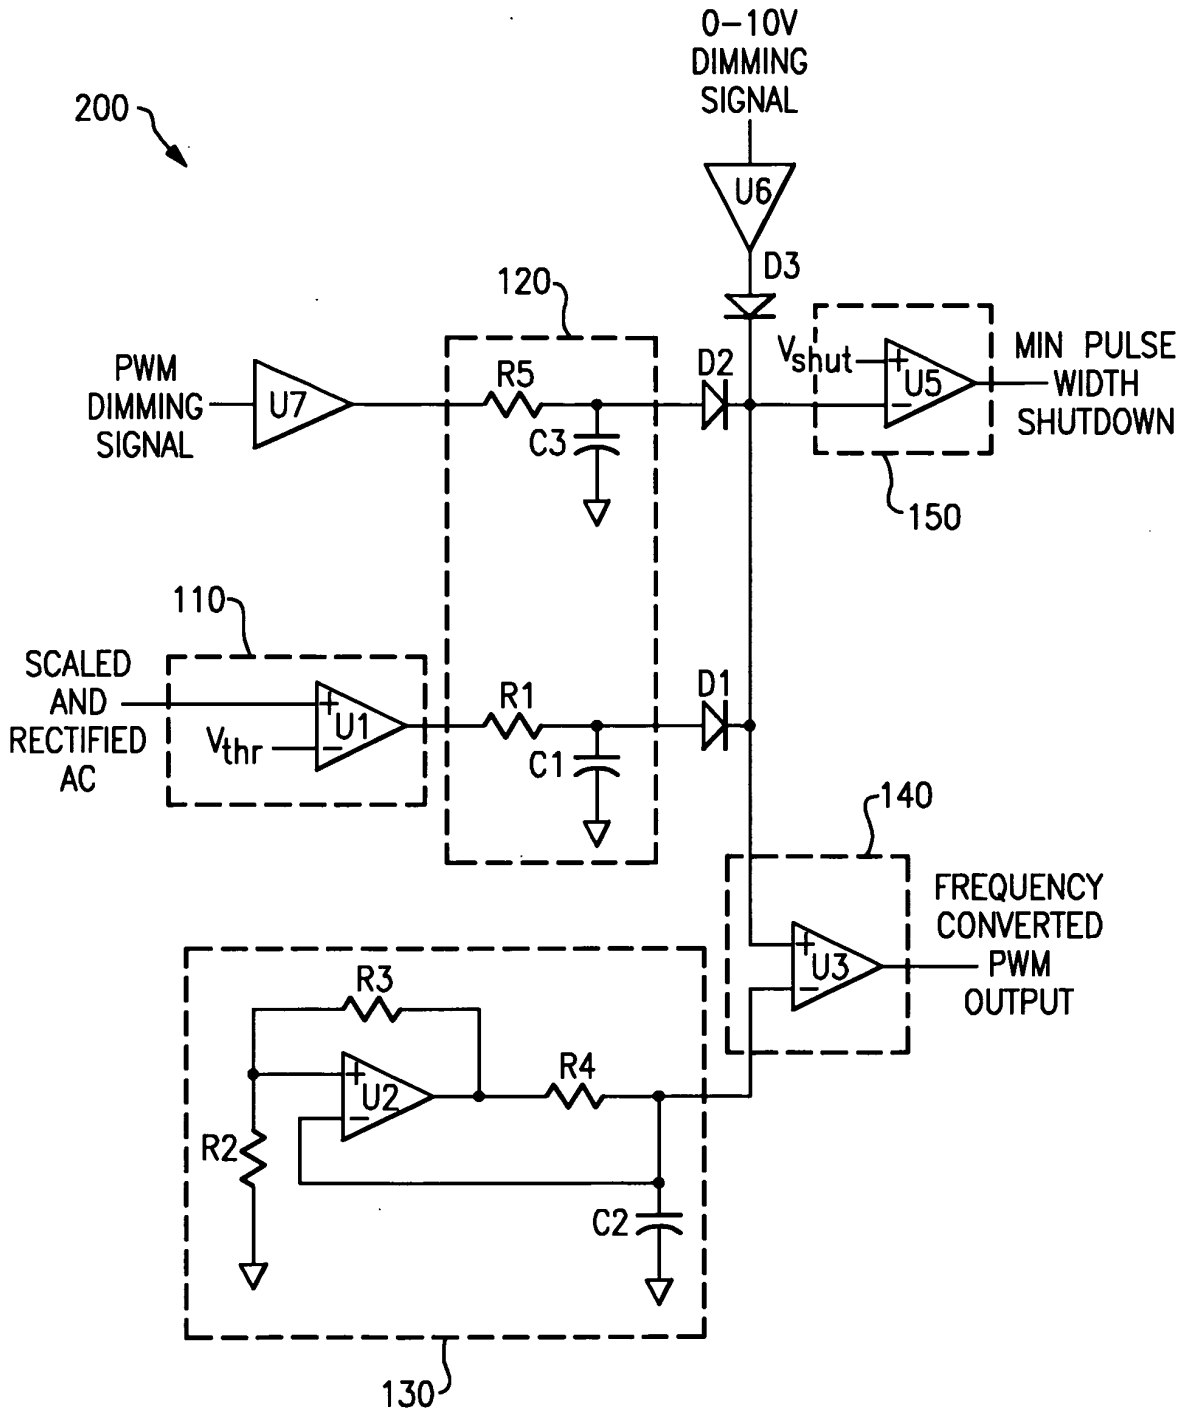 0-10V
DIMMING
SIGNAL
200
U6
D3
120
PWM
DIMMING
SIGNAL
U7
R5
C3
D2
Vshut
+
U5
-
MIN PULSE
WIDTH
SHUTDOWN
150
110
SCALED
AND
RECTIFIED
AC
+
U1
Vthr
-
R1
C1
D1
140
+
U3
-
FREQUENCY
CONVERTED
PWM
OUTPUT
R3
+
U2
-
R4
R2
C2
130